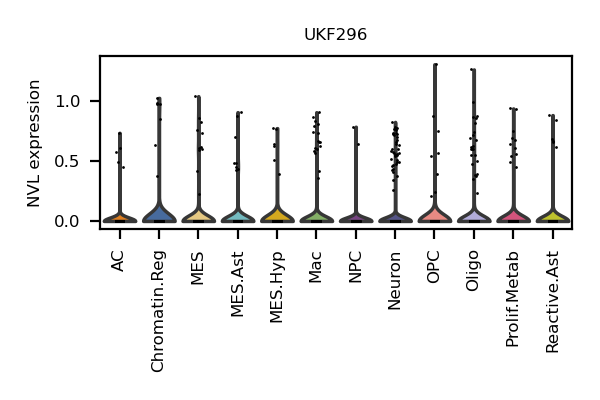 UKF296
NVL expression
1.0
0.5
0.0
AC
Chromatin.Reg
MES
MES.Ast
MES.Hyp
Mac
NPC
Neuron
OPC
Oligo
Prolif.Metab
Reactive.Ast